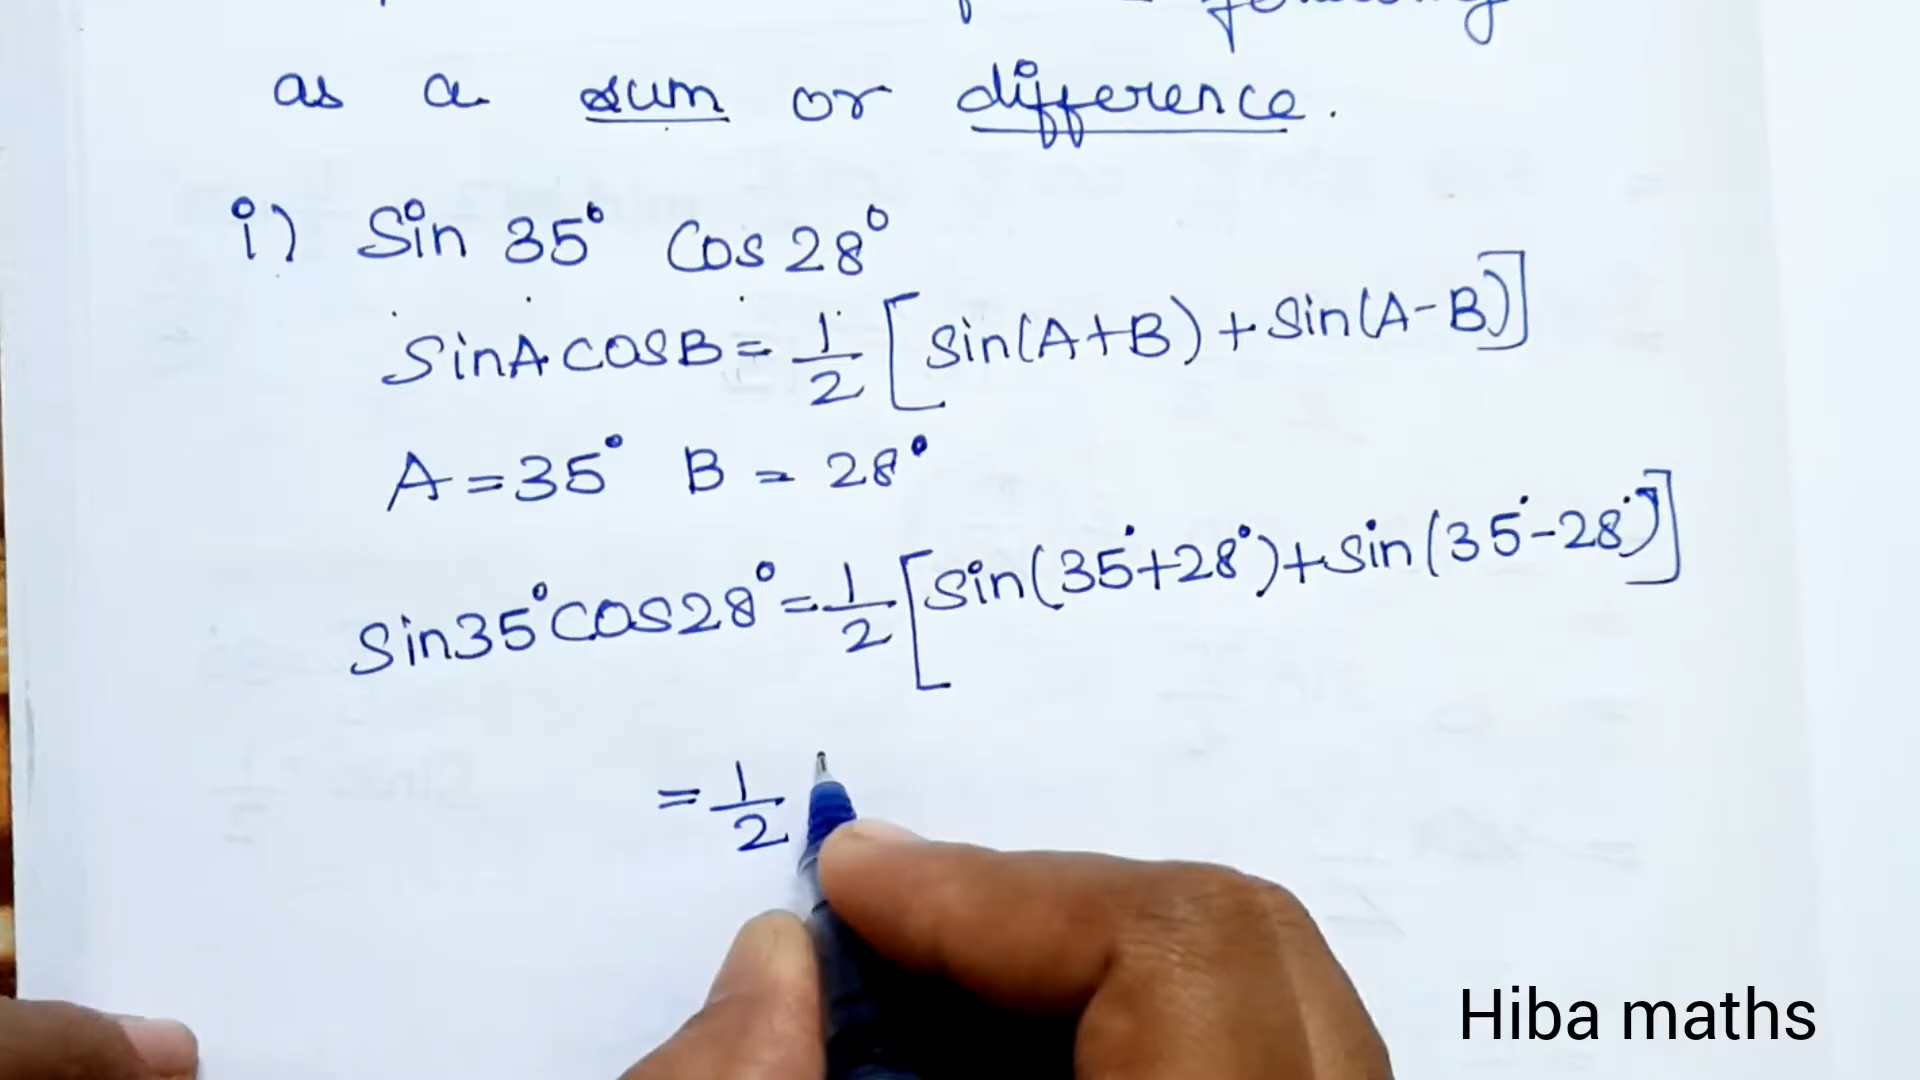 as a sum or difference.
i) Sin 35° Cos 28°
SinA COSB = 1/2 [Sin(A+B) + Sin(A-B)]
A = 35° B = 28°
Sin35° COS28° = 1/2 [Sin(35°+28°) + Sin(35°-28°)]
= 1/2
Hiba maths